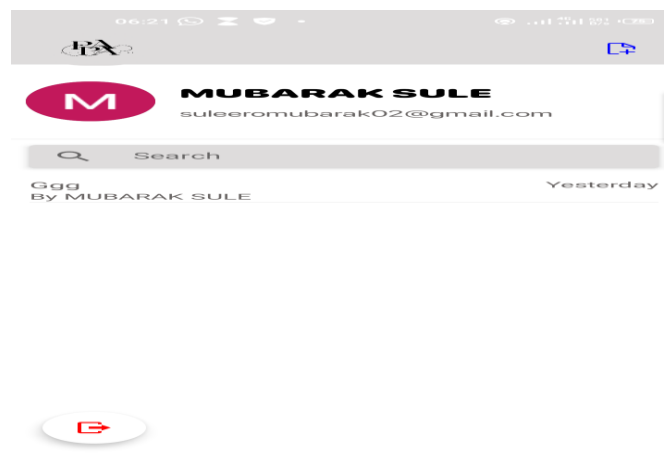 06:21
M
MUBARAK SULE
suleeromubarak02@gmail.com
Search
Ggg
Yesterday
By MUBARAK SULE